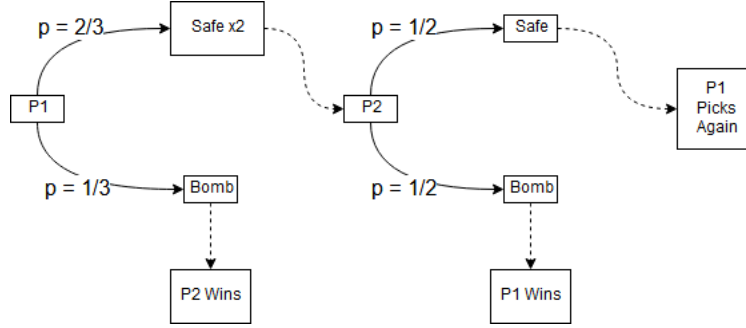 p = 2/3
Safe x2
p = 1/2
Safe
P1
P2
P1
Picks
Again
p = 1/3
Bomb
p = 1/2
Bomb
P2 Wins
P1 Wins